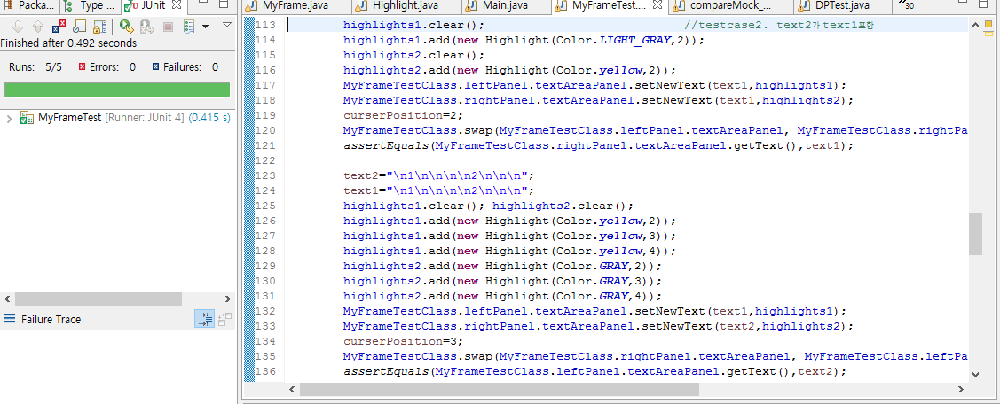 Packa... Type ... JUnit
Finished after 0.492 seconds
Runs: 5/5 Errors: 0 Failures: 0
MyFrameTest [Runner: JUnit 4] (0.415 s)
Failure Trace
MyFrame.java Highlight.java Main.java MyFrameTest.... compareMock_... DPTest.java »30
113 highlights1.clear(); //testcase2. text2가 text1포함
114 highlights1.add(new Highlight(Color.LIGHT_GRAY,2));
115 highlights2.clear();
116 highlights2.add(new Highlight(Color.yellow,2));
117 MyFrameTestClass.leftPanel.textAreaPanel.setNewText(text1,highlights1);
118 MyFrameTestClass.rightPanel.textAreaPanel.setNewText(text1,highlights2);
119 curserPosition=2;
120 MyFrameTestClass.swap(MyFrameTestClass.leftPanel.textAreaPanel, MyFrameTestClass.rightPa
121 assertEquals(MyFrameTestClass.rightPanel.textAreaPanel.getText(),text1);
122
123 text2="\n1\n\n\n\n2\n\n\n";
124 text1="\n1\n\n\n\n2\n\n\n";
125 highlights1.clear(); highlights2.clear();
126 highlights1.add(new Highlight(Color.yellow,2));
127 highlights1.add(new Highlight(Color.yellow,3));
128 highlights1.add(new Highlight(Color.yellow,4));
129 highlights2.add(new Highlight(Color.GRAY,2));
130 highlights2.add(new Highlight(Color.GRAY,3));
131 highlights2.add(new Highlight(Color.GRAY,4));
132 MyFrameTestClass.leftPanel.textAreaPanel.setNewText(text1,highlights1);
133 MyFrameTestClass.rightPanel.textAreaPanel.setNewText(text2,highlights2);
134 curserPosition=3;
135 MyFrameTestClass.swap(MyFrameTestClass.rightPanel.textAreaPanel, MyFrameTestClass.leftPa
136 assertEquals(MyFrameTestClass.leftPanel.textAreaPanel.getText(),text2);